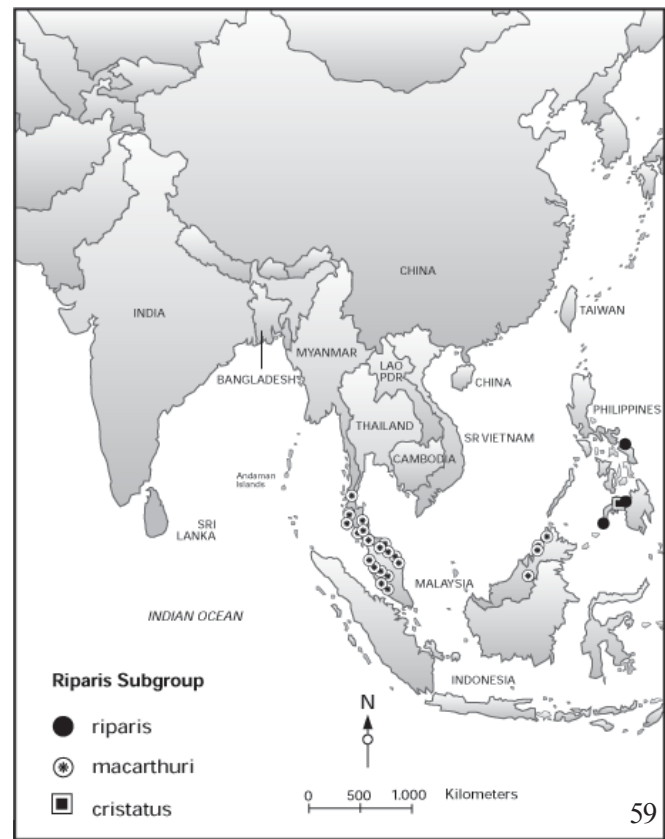 CHINA
INDIA
TAIWAN
MYANMAR
LAO
PDR
CHINA
BANGLADESH
PHILIPPINES
THAILAND
SR VIETNAM
CAMBODIA
Andaman
Islands
SRI
LANKA
MALAYSIA
INDIAN OCEAN
INDONESIA
Riparis Subgroup
N
riparis
macarthuri
cristatus
0 500 1.000 Kilometers
59